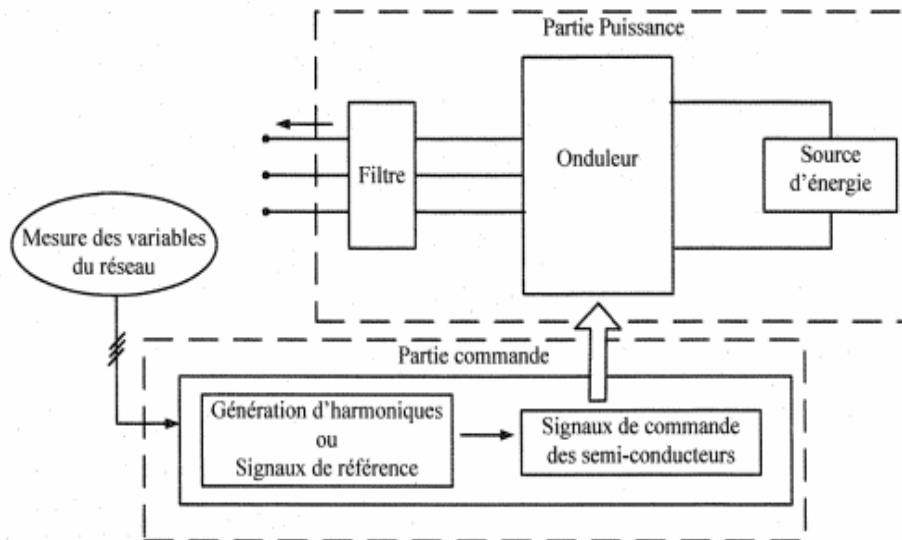 Partie Puissance
Onduleur
Filtre
Source
d'énergie
Mesure des variables
du réseau
Partie commande
Génération d'harmoniques
ou
Signaux de référence
Signaux de commande
des semi-conducteurs